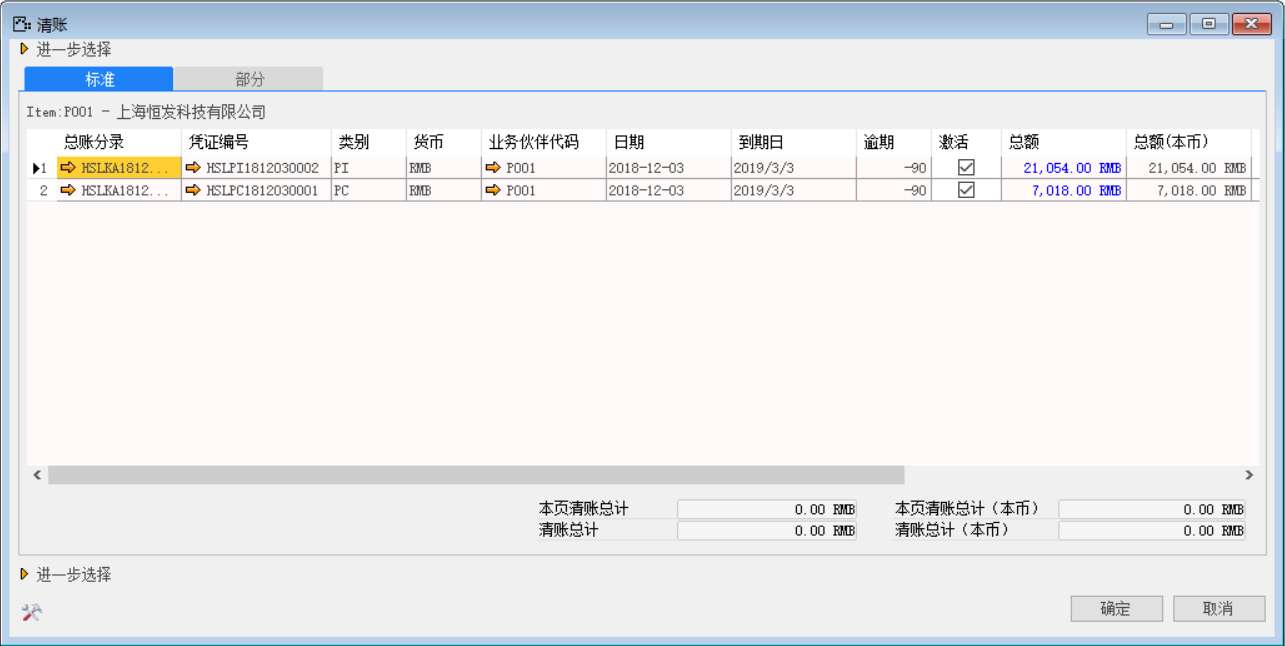 清账
进一步选择
标准 部分
Item:P001 - 上海恒发科技有限公司
总账分录 凭证编号 类别 货币 业务伙伴代码 日期 到期日 逾期 激活 总额 总额(本币)
1 HSLKA1812... HSLPI1812030002 PI RMB P001 2018-12-03 2019/3/3 -90 21,054.00 RMB 21,054.00 RMB
2 HSLKA1812... HSLPC1812030001 PC RMB P001 2018-12-03 2019/3/3 -90 7,018.00 RMB 7,018.00 RMB
本页清账总计 0.00 RMB 本页清账总计（本币） 0.00 RMB
清账总计 0.00 RMB 清账总计（本币） 0.00 RMB
进一步选择
确定 取消